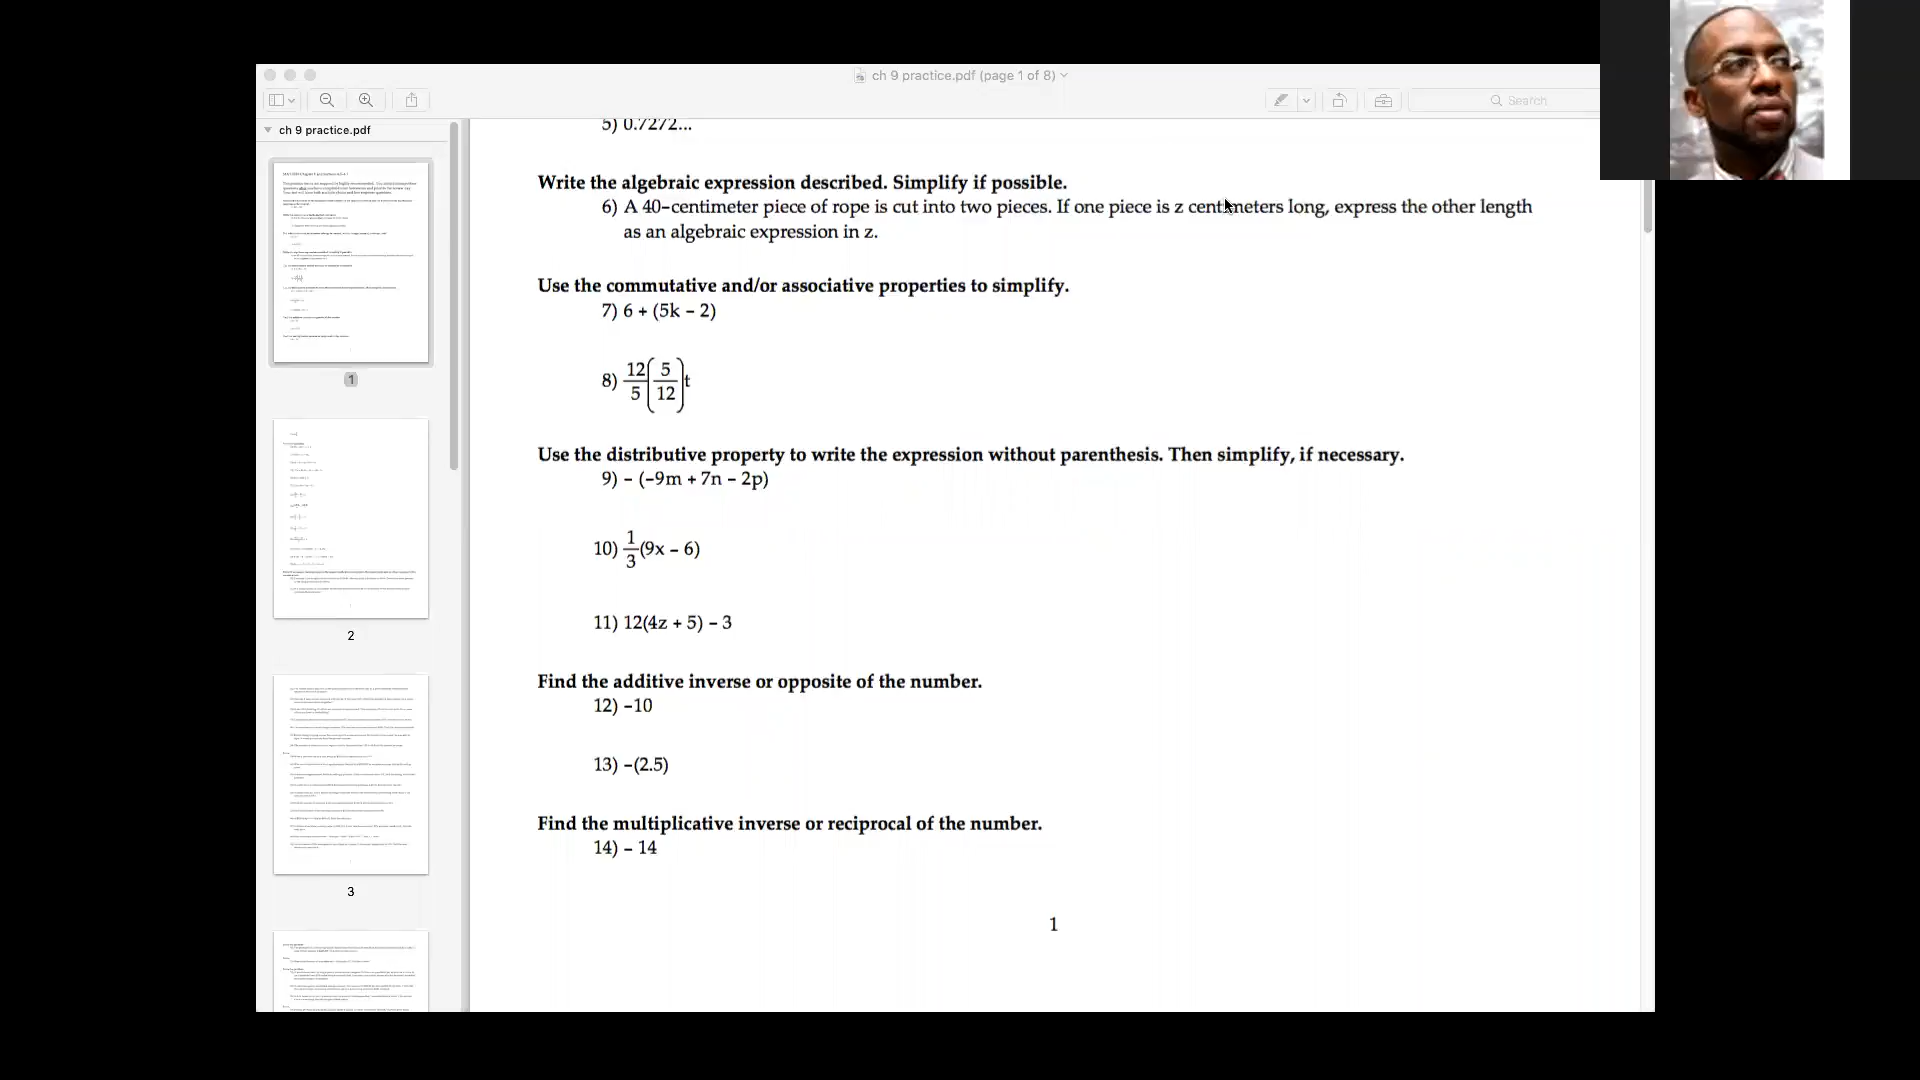 ch 9 practice.pdf (page 1 of 8)
Search
ch 9 practice.pdf
1
2
3
5) 0.7272...
Write the algebraic expression described. Simplify if possible.
6) A 40-centimeter piece of rope is cut into two pieces. If one piece is z centimeters long, express the other length
as an algebraic expression in z.
Use the commutative and/or associative properties to simplify.
7) 6 + (5k - 2)
8) 12/5 (5/12) t
Use the distributive property to write the expression without parenthesis. Then simplify, if necessary.
9) - (-9m + 7n - 2p)
10) 1/3 (9x - 6)
11) 12(4z + 5) - 3
Find the additive inverse or opposite of the number.
12) -10
13) -(2.5)
Find the multiplicative inverse or reciprocal of the number.
14) - 14
1